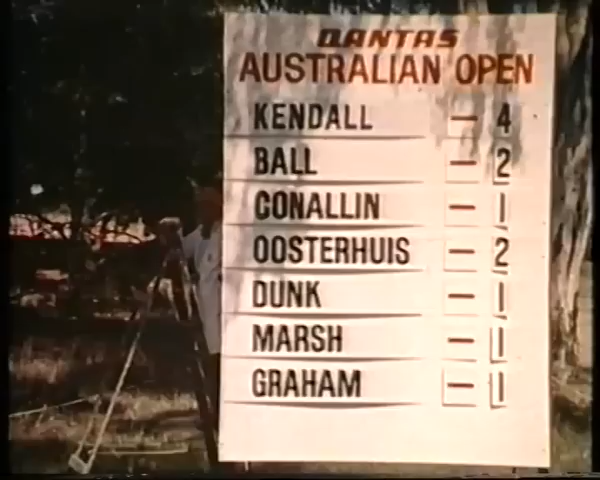 QANTAS
AUSTRALIAN OPEN
KENDALL - 4
BALL - 2
CONALLIN - 1
OOSTERHUIS - 2
DUNK - 1
MARSH - 1
GRAHAM - 1